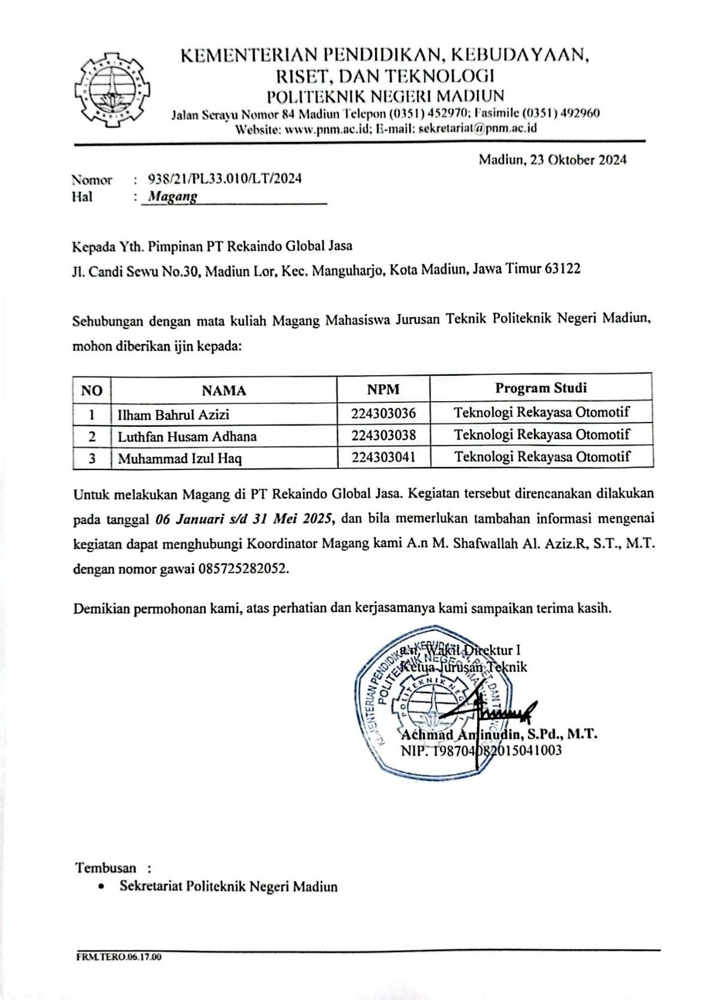 KEMENTERIAN PENDIDIKAN, KEBUDAYAAN,
RISET, DAN TEKNOLOGI
POLITEKNIK NEGERI MADIUN
Jalan Serayu Nomor 84 Madiun Telepon (0351) 452970; Fasimile (0351) 492960
Website: www.pnm.ac.id; E-mail: sekretariat@pnm.ac.id
Madiun, 23 Oktober 2024
Nomor : 938/21/PL33.010/LT/2024
Hal : Magang
Kepada Yth. Pimpinan PT Rekaindo Global Jasa
Jl. Candi Sewu No.30, Madiun Lor, Kec. Manguharjo, Kota Madiun, Jawa Timur 63122
Sehubungan dengan mata kuliah Magang Mahasiswa Jurusan Teknik Politeknik Negeri Madiun,
mohon diberikan ijin kepada:
NO NAMA NPM Program Studi
1 Ilham Bahrul Azizi 224303036 Teknologi Rekayasa Otomotif
2 Luthfan Husam Adhana 224303038 Teknologi Rekayasa Otomotif
3 Muhammad Izul Haq 224303041 Teknologi Rekayasa Otomotif
Untuk melakukan Magang di PT Rekaindo Global Jasa. Kegiatan tersebut direncanakan dilakukan
pada tanggal 06 Januari s/d 31 Mei 2025, dan bila memerlukan tambahan informasi mengenai
kegiatan dapat menghubungi Koordinator Magang kami A.n M. Shafwallah Al. Aziz.R, S.T., M.T.
dengan nomor gawai 085725282052.
Demikian permohonan kami, atas perhatian dan kerjasamanya kami sampaikan terima kasih.
a.n. Wakil Direktur I
Ketua Jurusan Teknik
POLITEKNIK NEGERI
Achmad Aminudin, S.Pd., M.T.
NIP. 198704082015041003
Tembusan :
• Sekretariat Politeknik Negeri Madiun
FRM.TERO.06.17.00